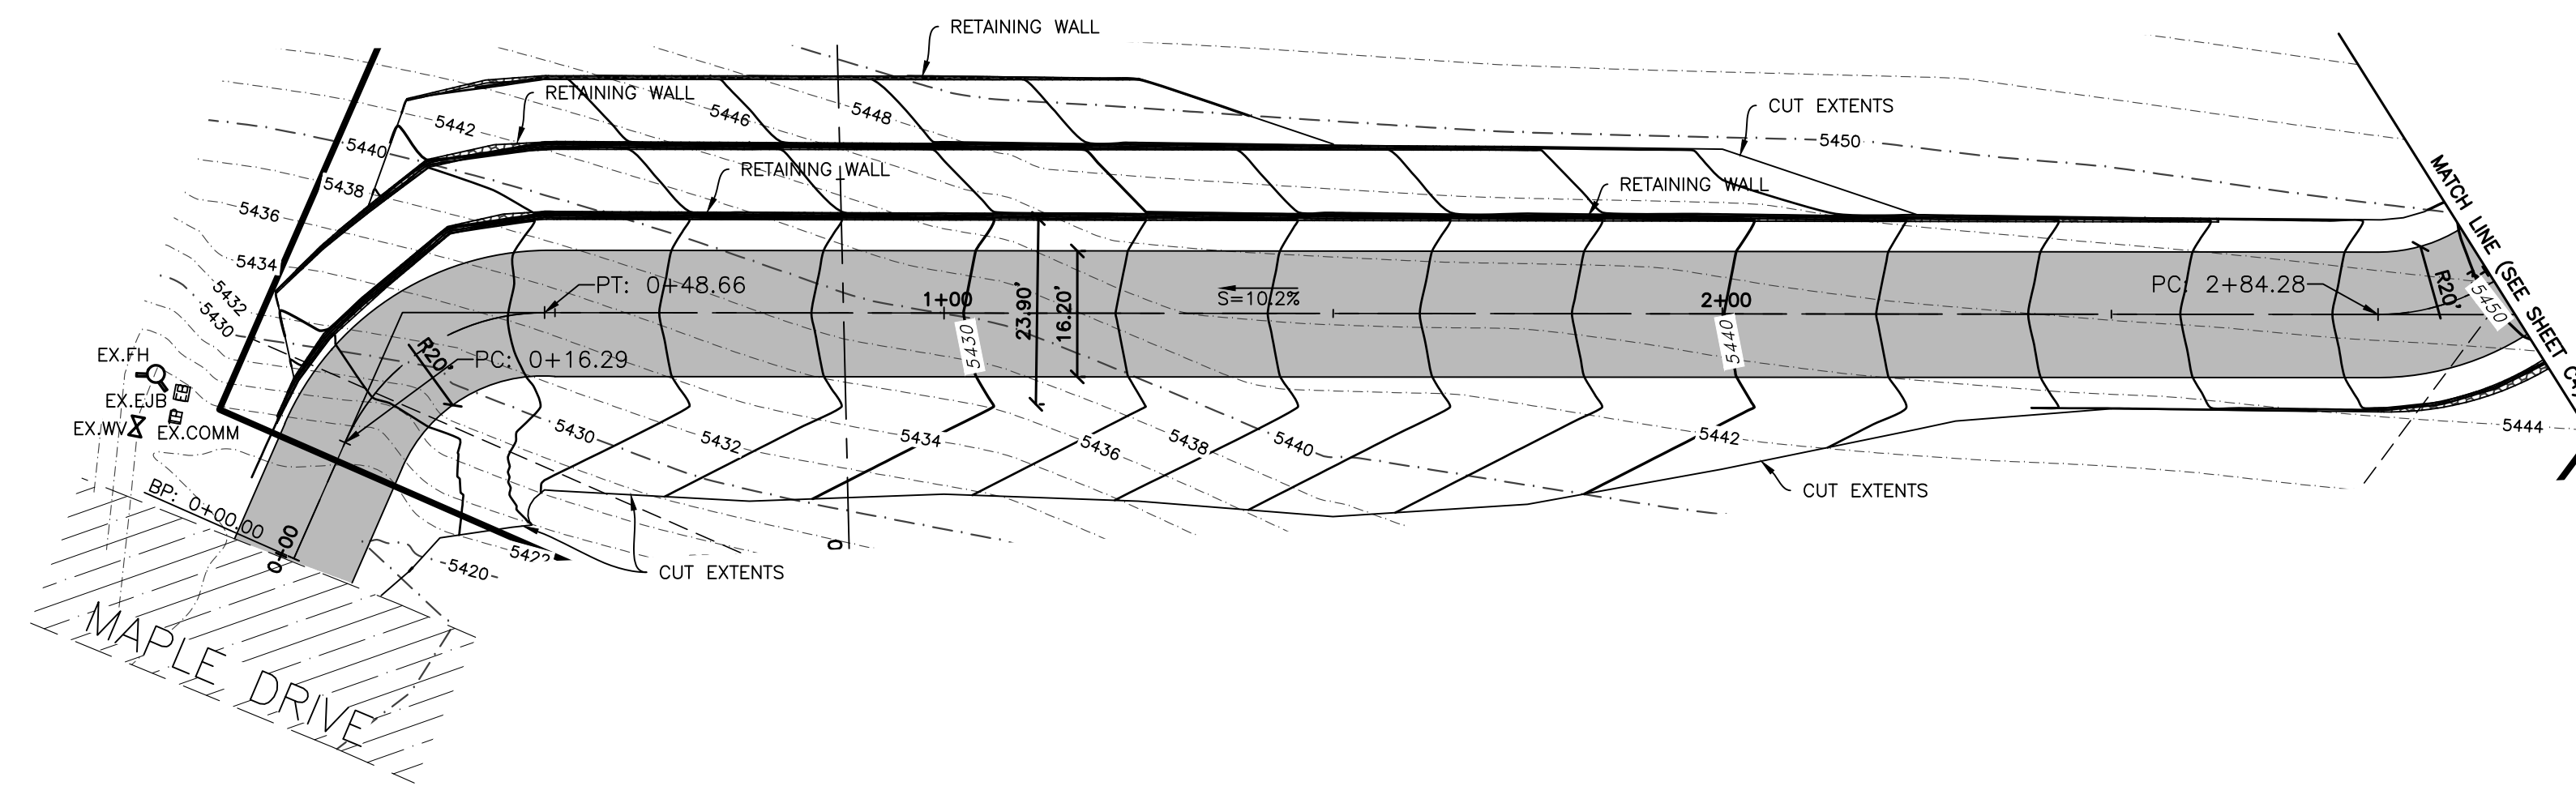 RETAINING WALL
RETAINING WALL
5446
5448
CUT EXTENTS
5442
5450
5440
RETAINING WALL
RETAINING WALL
5438
5436
MATCH LINE (SEE SHEET
5434
PT: 0+48.66
5432
1+00
S=10.2%
2+00
PC: 2+84.28
R20'
5450
5430
23.90'
16.20'
5430
5440
EX.FH
R20'
PC: 0+16.29
EX.EJB
EX.WV
EX.COMM
5430
5432
5434
5436
5438
5440
5442
5444
BP: 0+00.00
0+00
CUT EXTENTS
0
5422
5420
CUT EXTENTS
MAPLE DRIVE